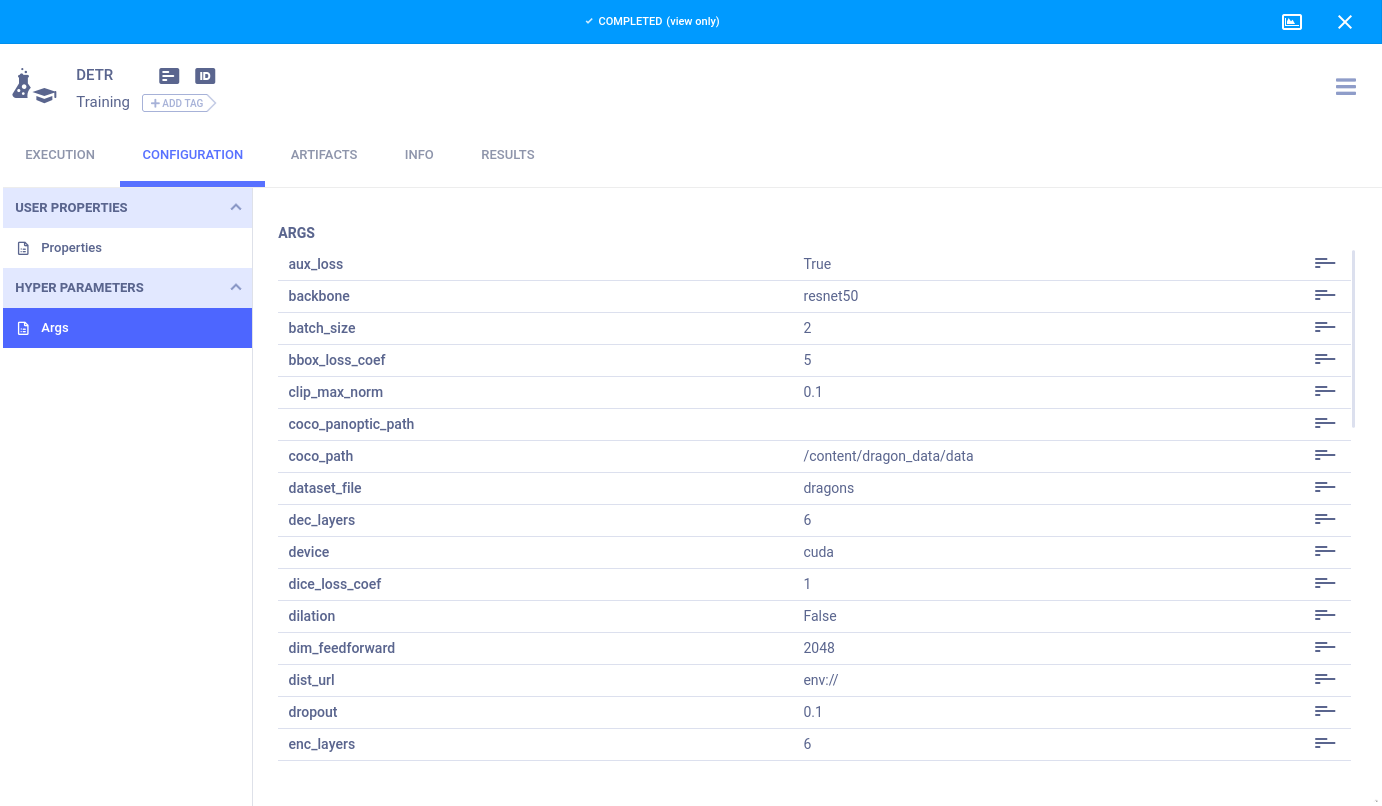 COMPLETED (view only)
DETR
ID
Training
ADD TAG
EXECUTION CONFIGURATION ARTIFACTS INFO RESULTS
USER PROPERTIES
Properties
HYPER PARAMETERS
Args
ARGS
aux_loss True
backbone resnet50
batch_size 2
bbox_loss_coef 5
clip_max_norm 0.1
coco_panoptic_path
coco_path /content/dragon_data/data
dataset_file dragons
dec_layers 6
device cuda
dice_loss_coef 1
dilation False
dim_feedforward 2048
dist_url env://
dropout 0.1
enc_layers 6